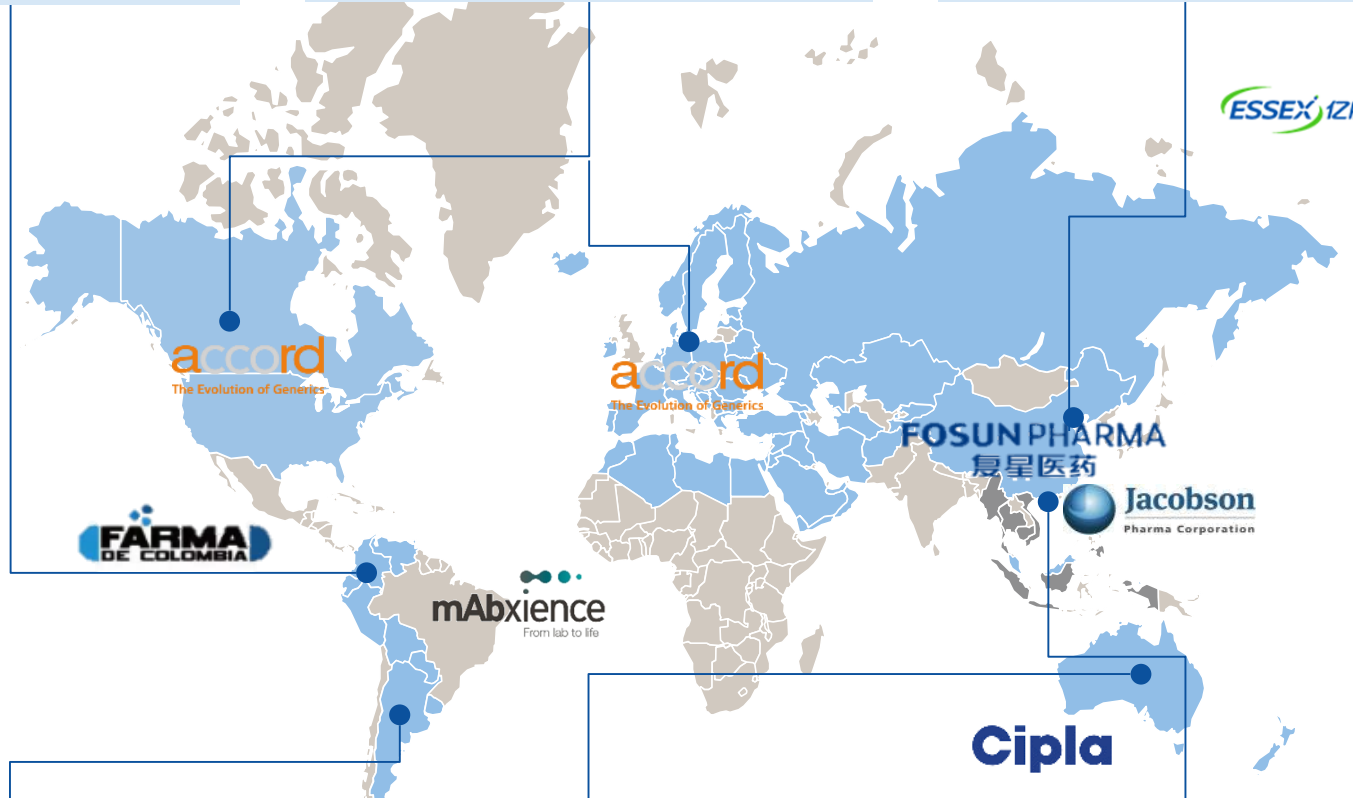 ESSEX
accord
The Evolution of Generics
accord
The Evolution of Generics
FOSUN PHARMA
复星医药
Jacobson
Pharma Corporation
FARMA
DE COLOMBIA
mAbxience
From lab to life
Cipla